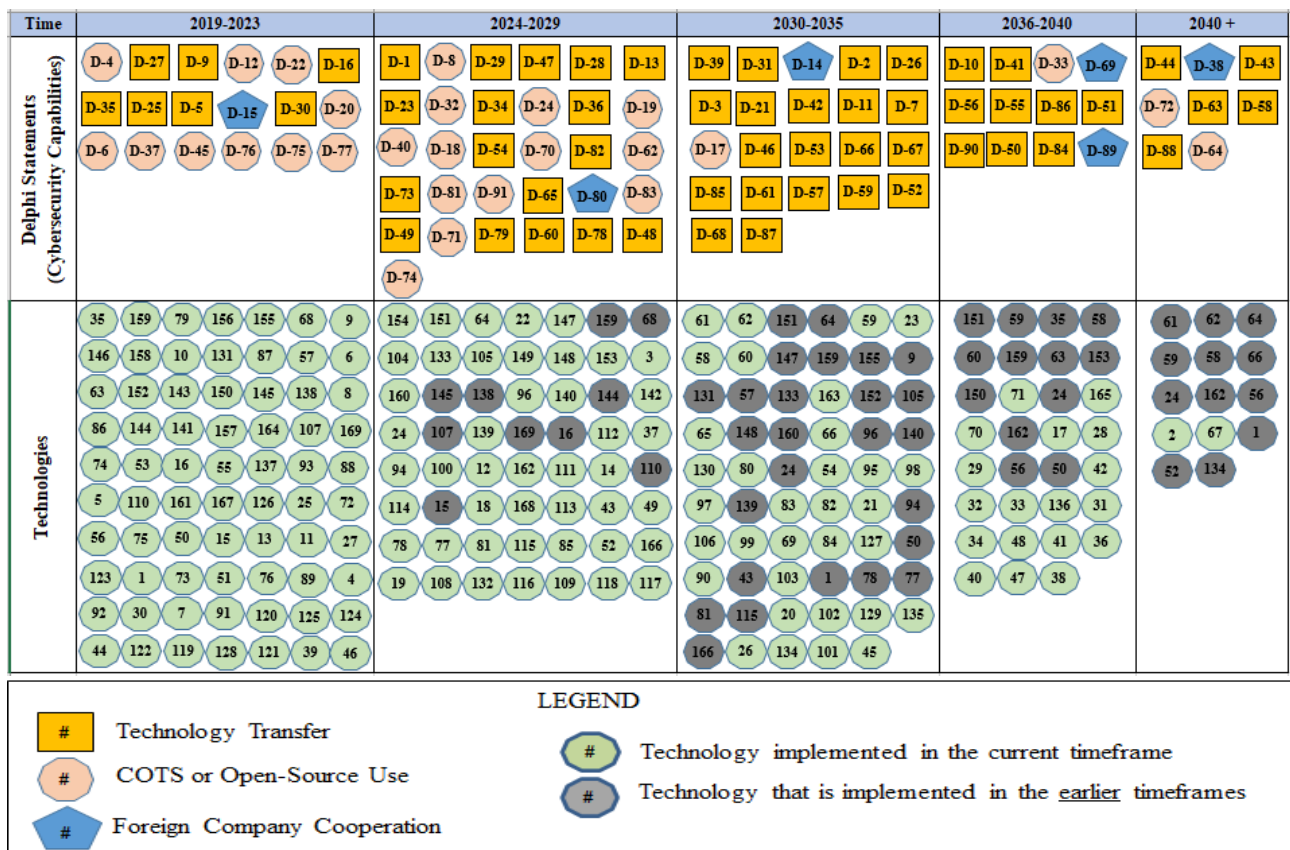 Time 2019-2023 2024-2029 2030-2035 2036-2040 2040 +
Delphi Statements
(Cybersecurity Capabilities)
D-4 D-27 D-9 D-12 D-22 D-16
D-35 D-25 D-5 D-15 D-30 D-20
D-6 D-37 D-45 D-76 D-75 D-77
D-1 D-8 D-29 D-47 D-28 D-13
D-23 D-32 D-34 D-24 D-36 D-19
D-40 D-18 D-54 D-70 D-82 D-62
D-73 D-81 D-91 D-65 D-80 D-83
D-49 D-71 D-79 D-60 D-78 D-48
D-74
D-39 D-31 D-14 D-2 D-26
D-3 D-21 D-42 D-11 D-7
D-17 D-46 D-53 D-66 D-67
D-85 D-61 D-57 D-59 D-52
D-68 D-87
D-10 D-41 D-33 D-69
D-56 D-55 D-86 D-51
D-90 D-50 D-84 D-89
D-44 D-38 D-43
D-72 D-63 D-58
D-88 D-64
Technologies
35 159 79 156 155 68 9
146 158 10 131 87 57 6
63 152 143 150 145 138 8
86 144 141 157 164 107 169
74 53 16 55 137 93 88
5 110 161 167 126 25 72
56 75 50 15 13 11 27
123 1 73 51 76 89 4
92 30 7 91 120 125 124
44 122 119 128 121 39 46
154 151 64 22 147 159 68
104 133 105 149 148 153 3
160 145 138 96 140 144 142
24 107 139 169 16 112 37
94 100 12 162 111 14 110
114 15 18 168 113 43 49
78 77 81 115 85 52 166
19 108 132 116 109 118 117
61 62 151 64 59 23
58 60 147 159 155 9
131 57 133 163 152 105
65 148 160 66 96 140
130 80 24 54 95 98
97 139 83 82 21 94
106 99 69 84 127 50
90 43 103 1 78 77
81 115 20 102 129 135
166 26 134 101 45
151 59 35 58
60 159 63 153
150 71 24 165
70 162 17 28
29 56 50 42
32 33 136 31
34 48 41 36
40 47 38
61 62 64
59 58 66
24 162 56
2 67 1
52 134
LEGEND
# Technology Transfer
# COTS or Open-Source Use
# Foreign Company Cooperation
# Technology implemented in the current timeframe
# Technology that is implemented in the earlier timeframes